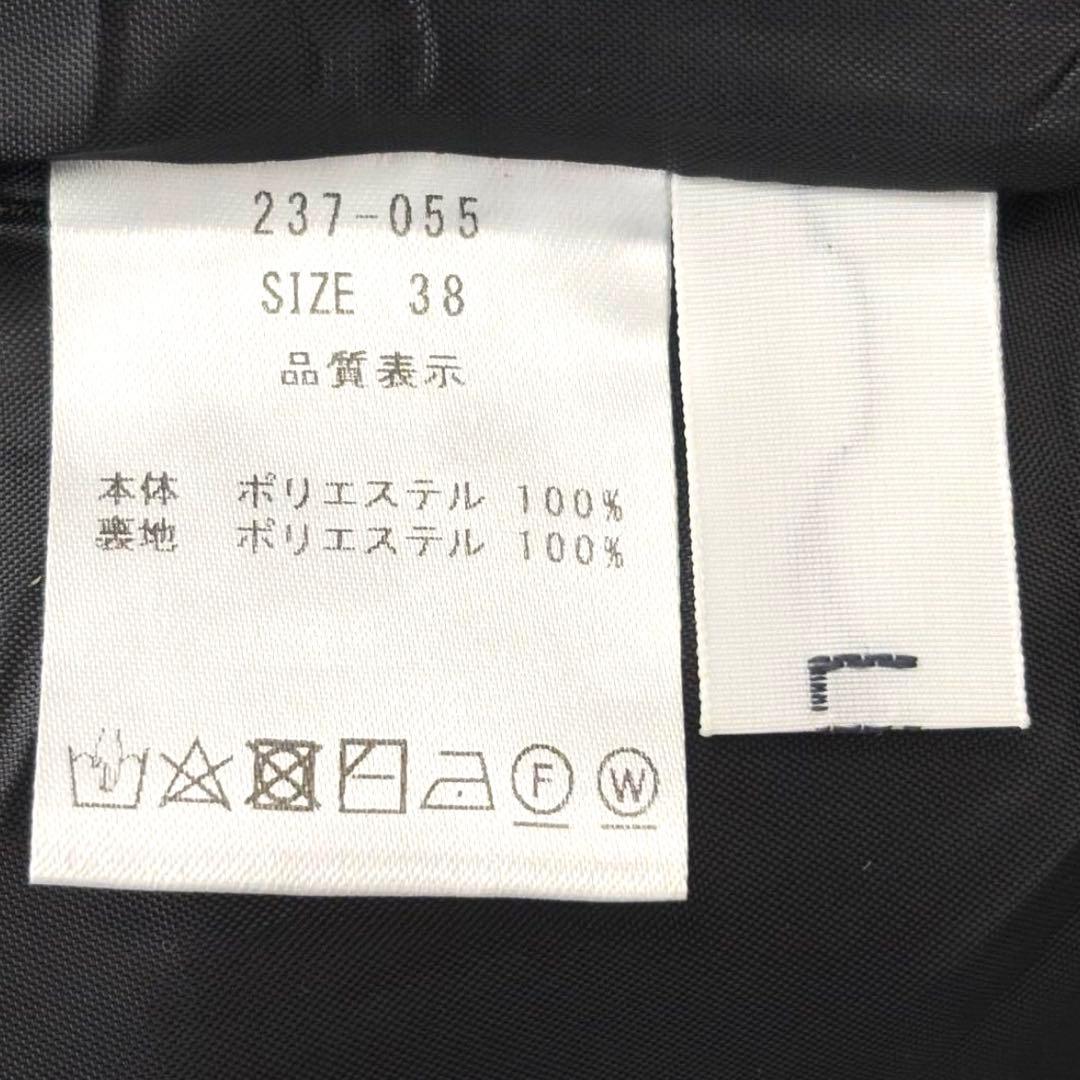 237-055
SIZE 38
品質表示
本体 ポリエステル 100%
裏地 ポリエステル 100%
F W